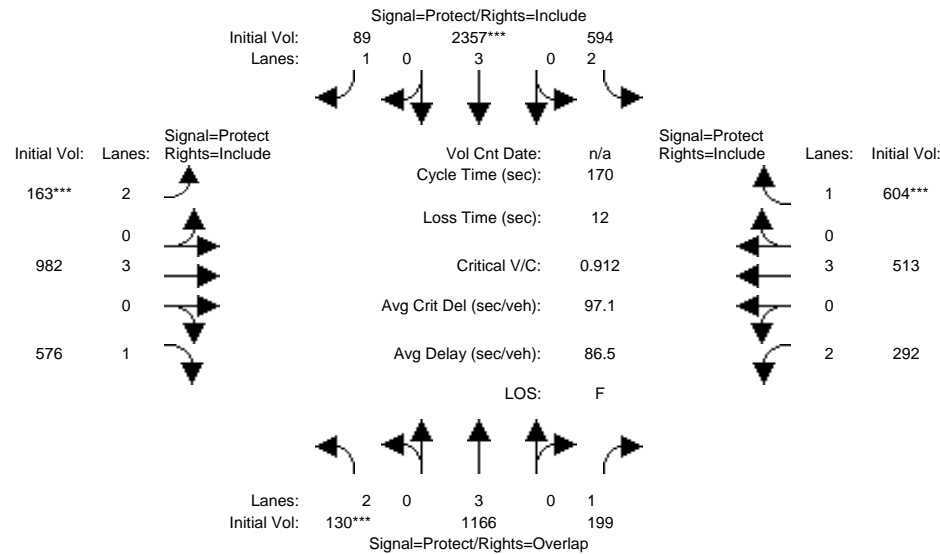 Signal=Protect/Rights=Include
Initial Vol: 89 2357*** 594
Lanes: 1 0 3 0 2
Signal=Protect Signal=Protect
Initial Vol: Lanes: Rights=Include Vol Cnt Date: n/a Rights=Include Lanes: Initial Vol:
Cycle Time (sec): 170
163*** 2 1 604***
Loss Time (sec): 12
0 0
982 3 Critical V/C: 0.912 3 513
0 Avg Crit Del (sec/veh): 97.1 0
576 1 Avg Delay (sec/veh): 86.5 2 292
LOS: F
Lanes: 2 0 3 0 1
Initial Vol: 130*** 1166 199
Signal=Protect/Rights=Overlap